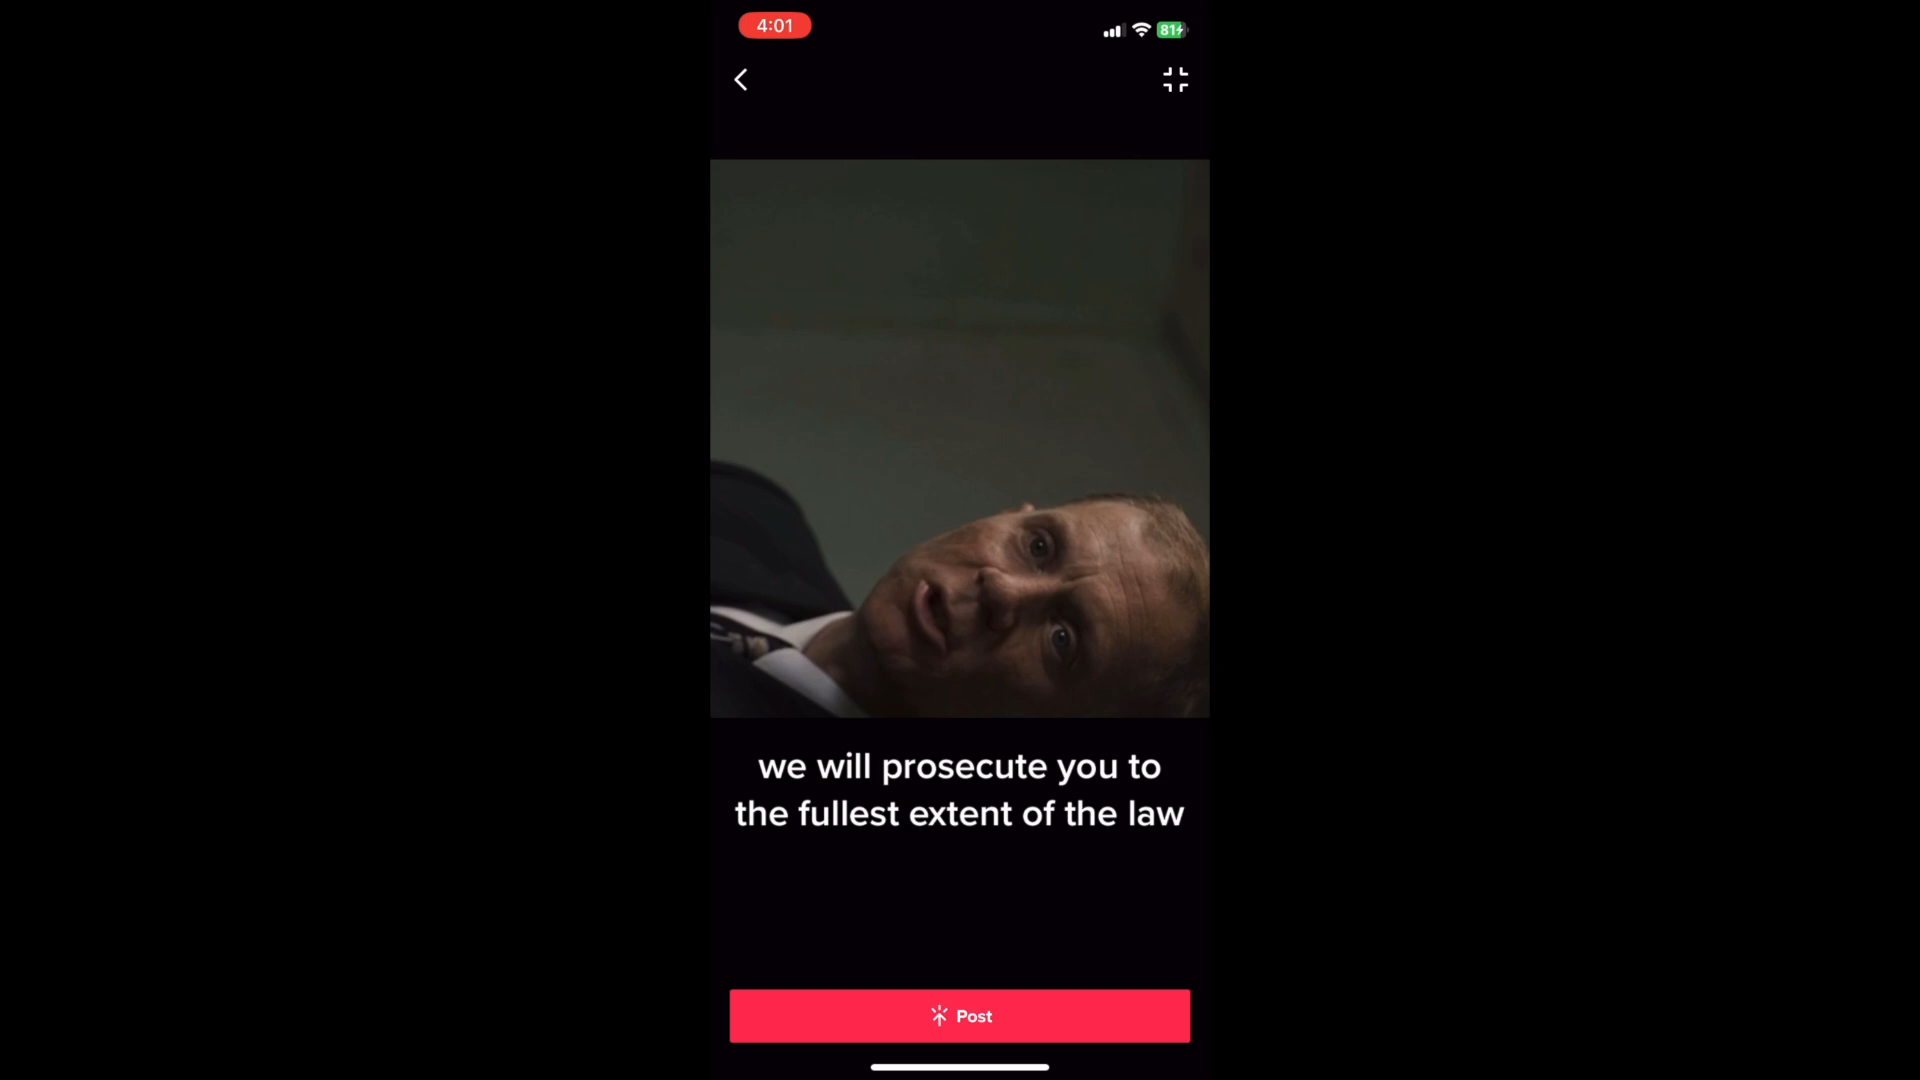 4:01
81
we will prosecute you to
the fullest extent of the law
Post